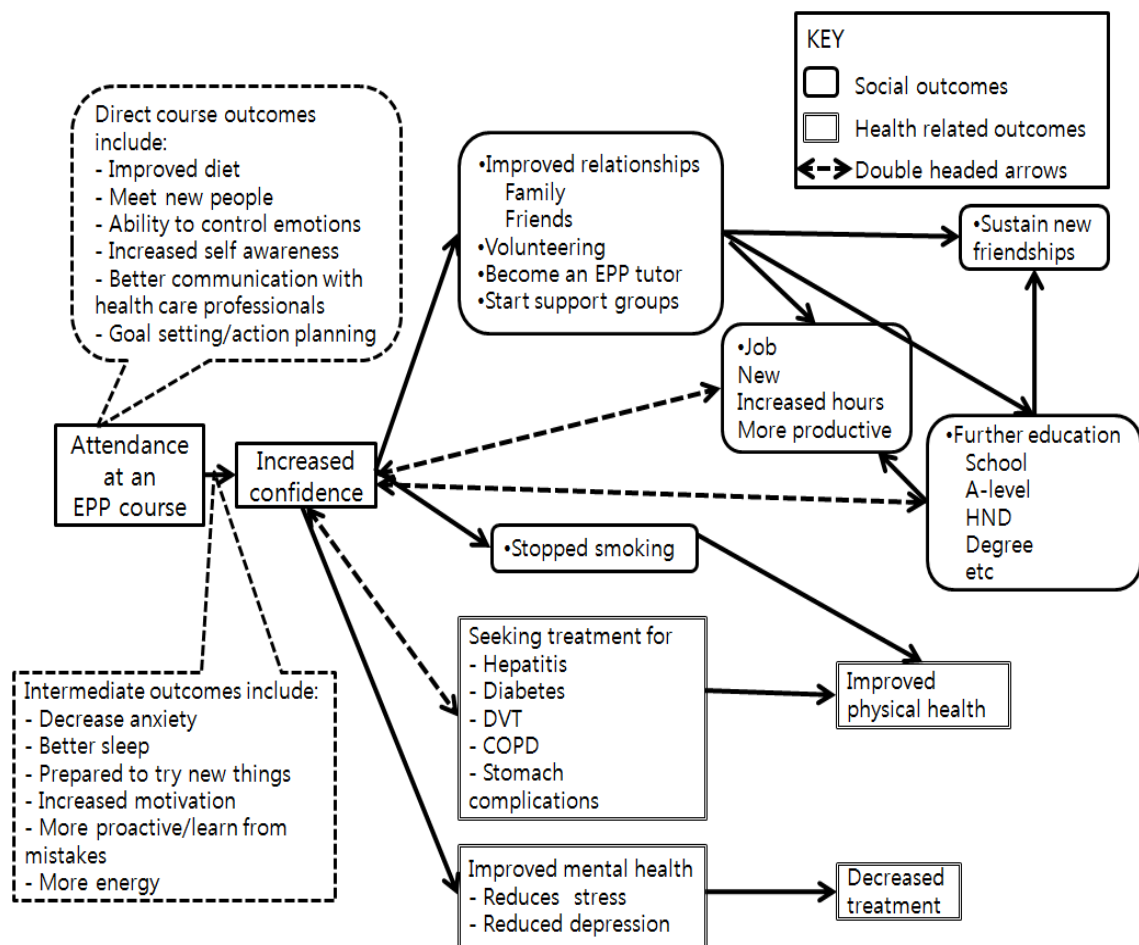 KEY
Social outcomes
Health related outcomes
Double headed arrows
Direct course outcomes
include:
- Improved diet
- Meet new people
- Ability to control emotions
- Increased self awareness
- Better communication with
health care professionals
- Goal setting/action planning
•Improved relationships
Family
Friends
•Volunteering
•Become an EPP tutor
•Start support groups
•Sustain new
friendships
•Job
New
Increased hours
More productive
•Further education
School
A-level
HND
Degree
etc
Attendance
at an
EPP course
Increased
confidence
•Stopped smoking
Seeking treatment for
- Hepatitis
- Diabetes
- DVT
- COPD
- Stomach
complications
Improved
physical health
Intermediate outcomes include:
- Decrease anxiety
- Better sleep
- Prepared to try new things
- Increased motivation
- More proactive/learn from
mistakes
- More energy
Improved mental health
- Reduces stress
- Reduced depression
Decreased
treatment